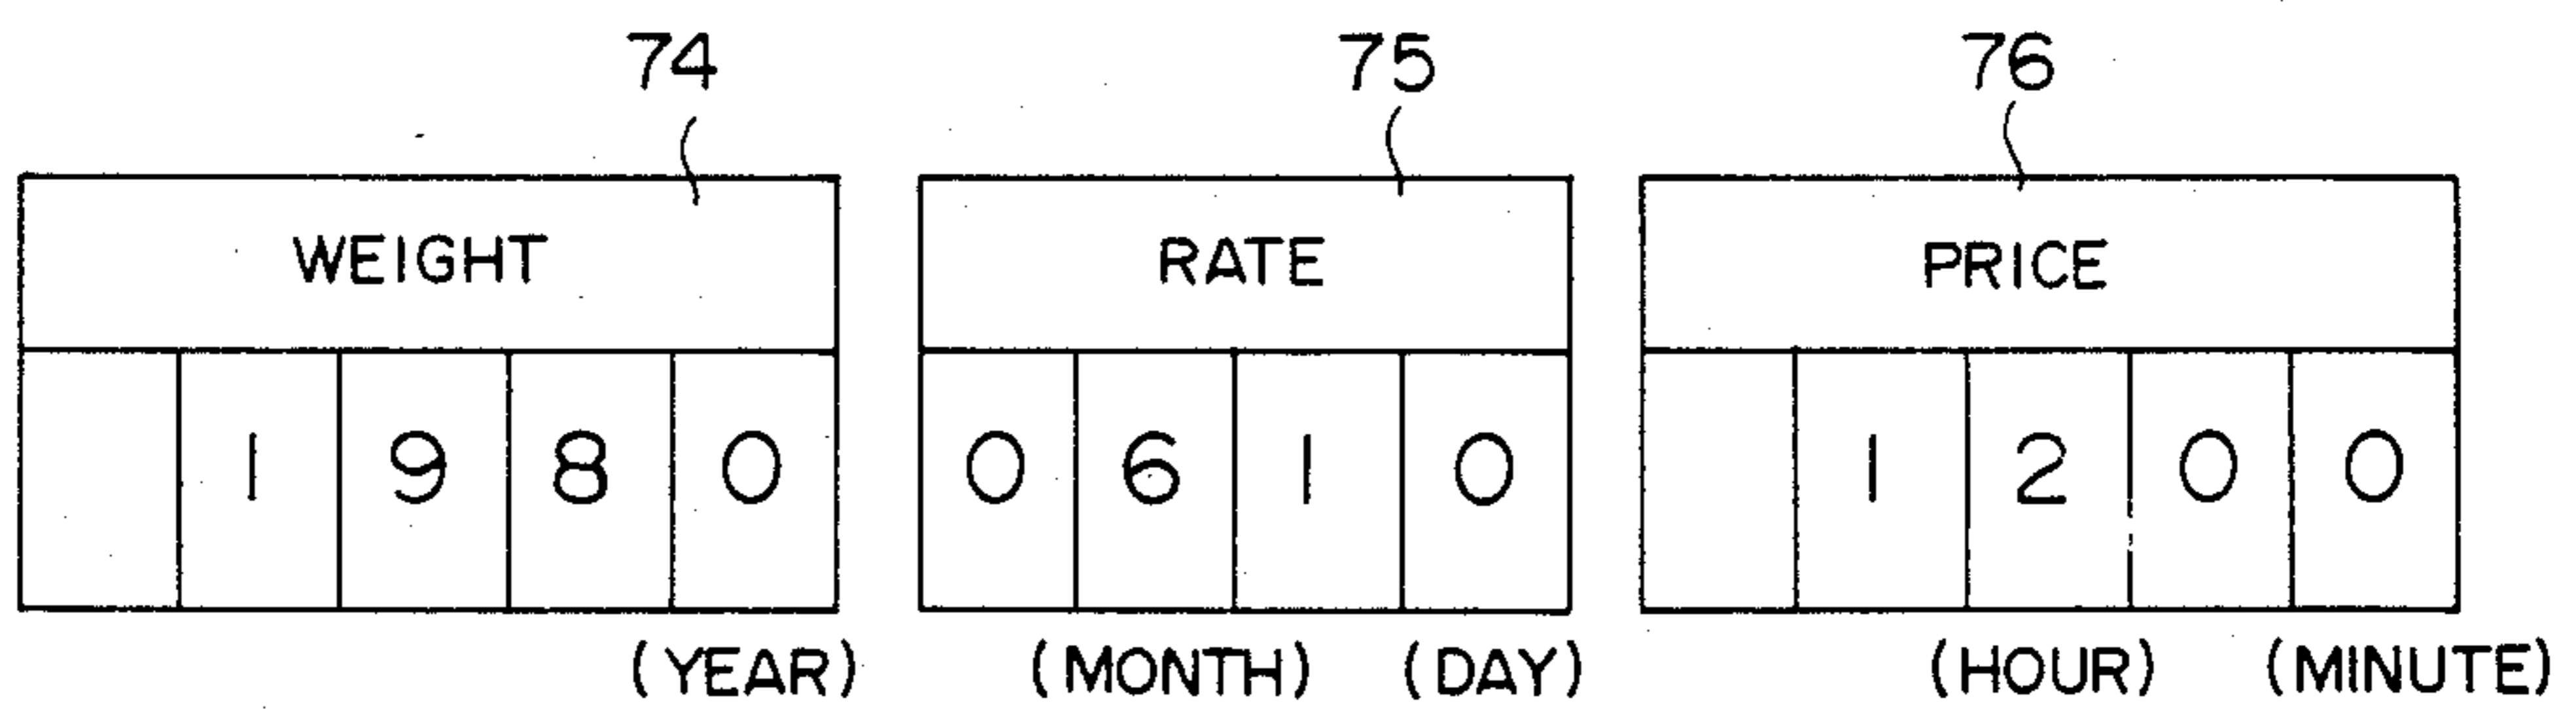 74 75 76
WEIGHT RATE PRICE
1 9 8 0 0 6 1 0 1 2 0 0
(YEAR) (MONTH) (DAY) (HOUR) (MINUTE)